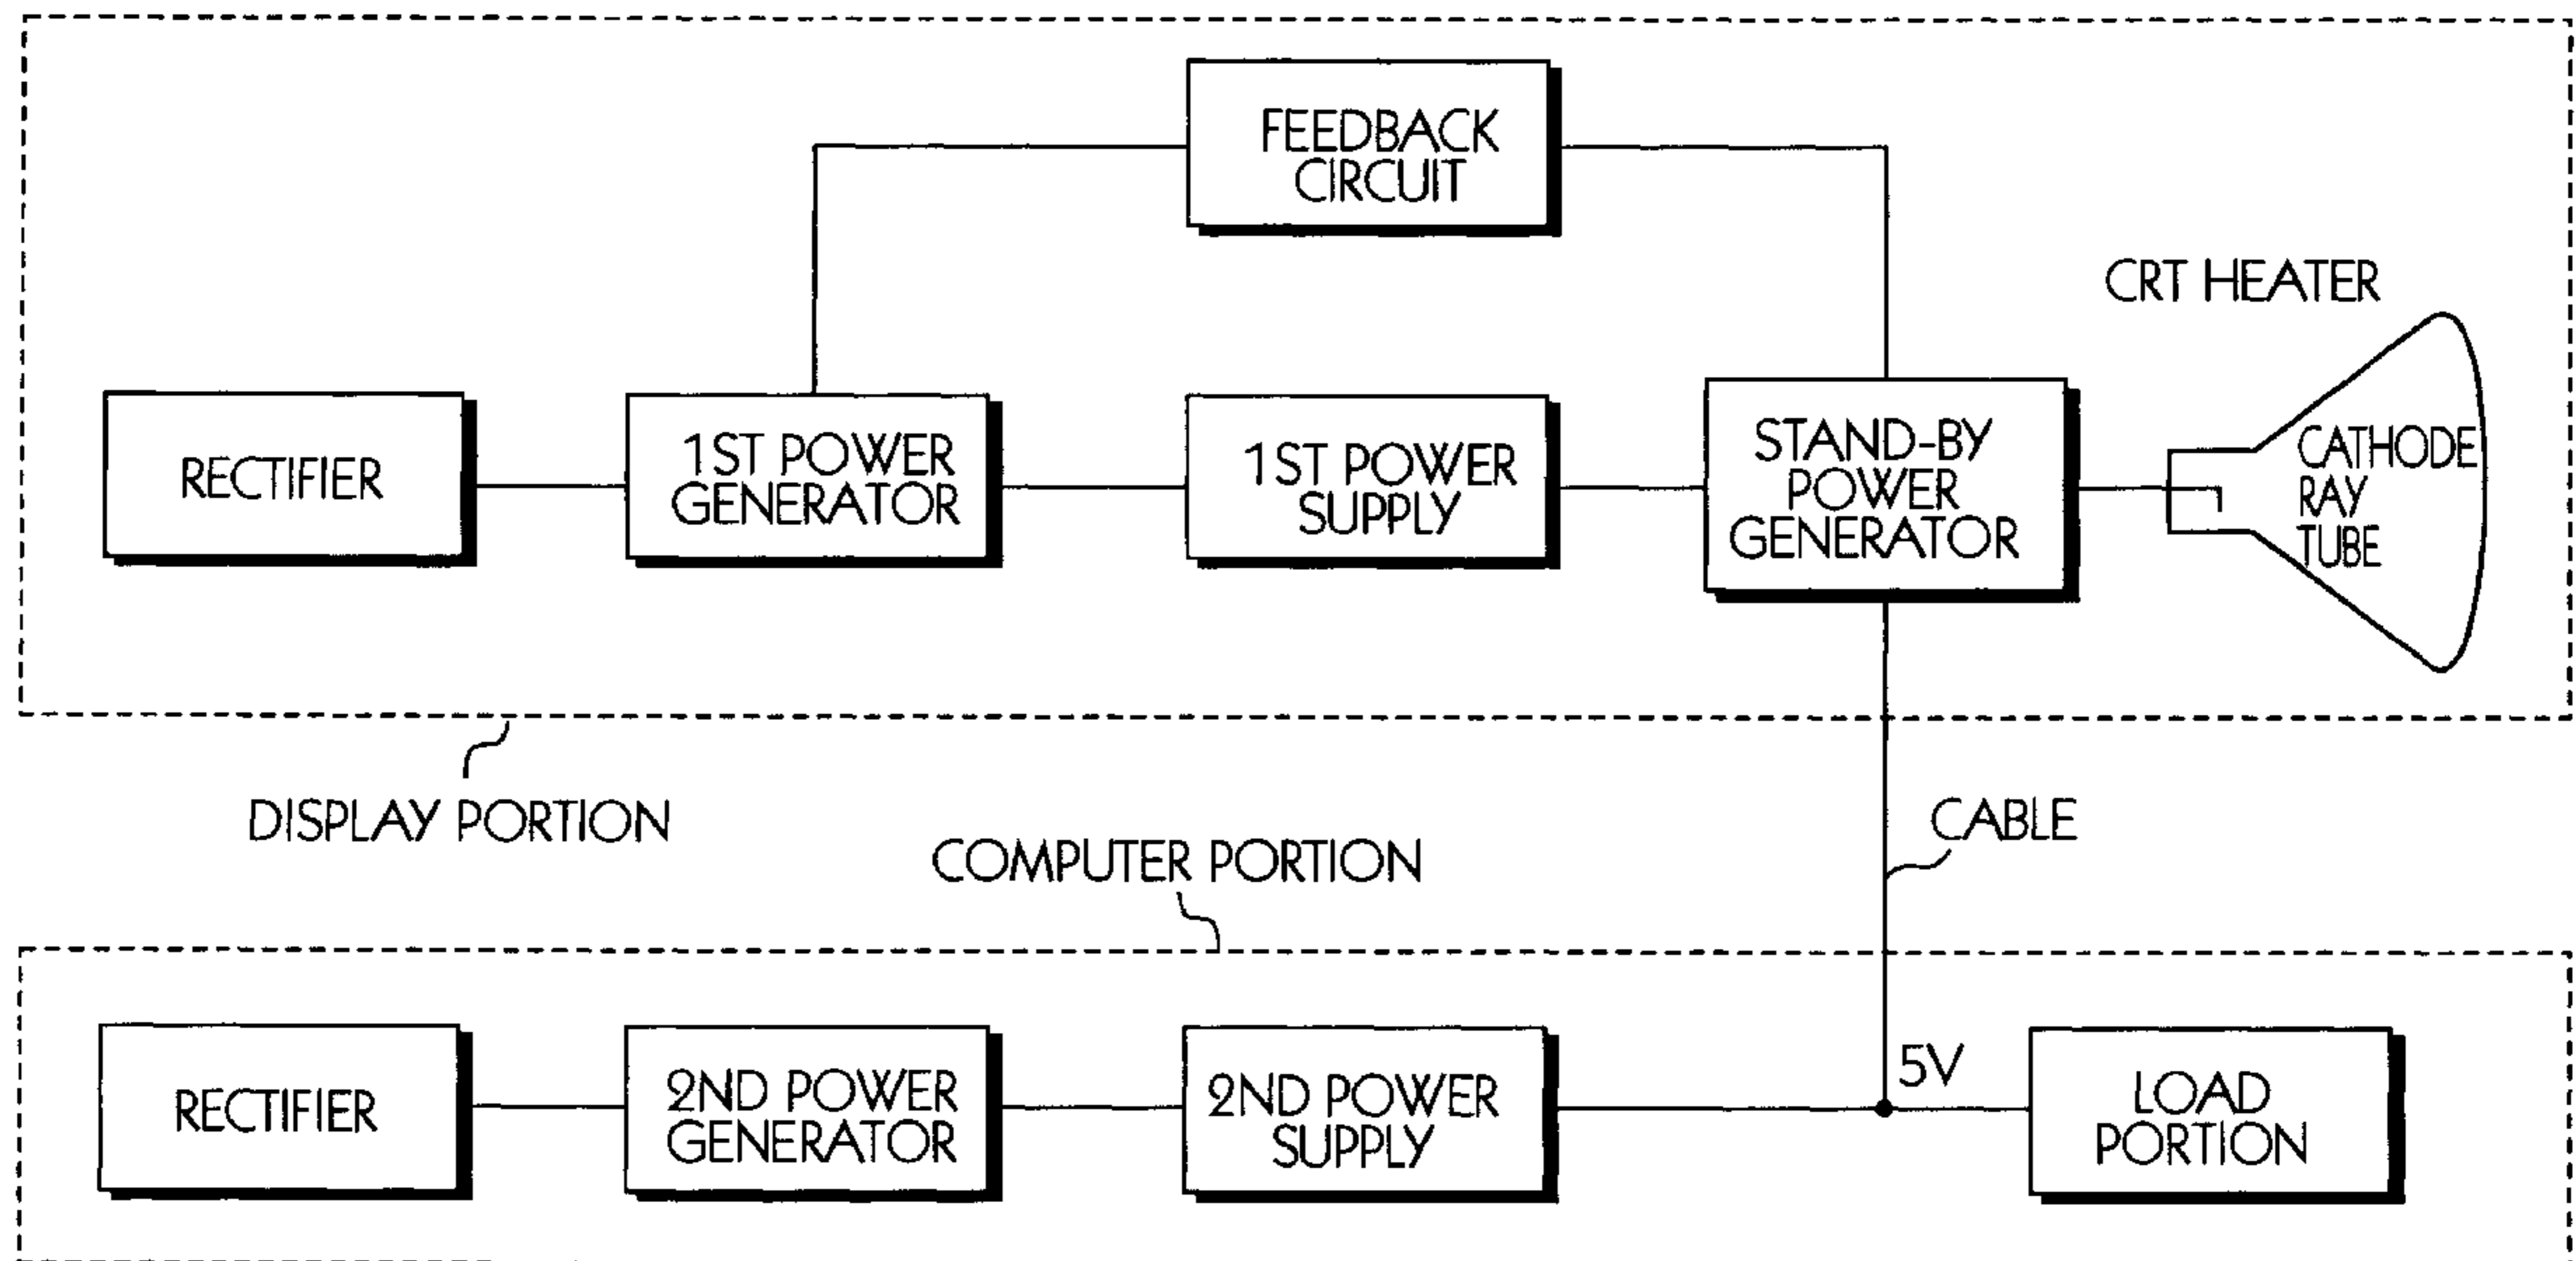 FEEDBACK
CIRCUIT
CRT HEATER
RECTIFIER
1ST POWER
GENERATOR
1ST POWER
SUPPLY
STAND-BY
POWER
GENERATOR
CATHODE
RAY
TUBE
DISPLAY PORTION
CABLE
COMPUTER PORTION
RECTIFIER
2ND POWER
GENERATOR
2ND POWER
SUPPLY
5V
LOAD
PORTION